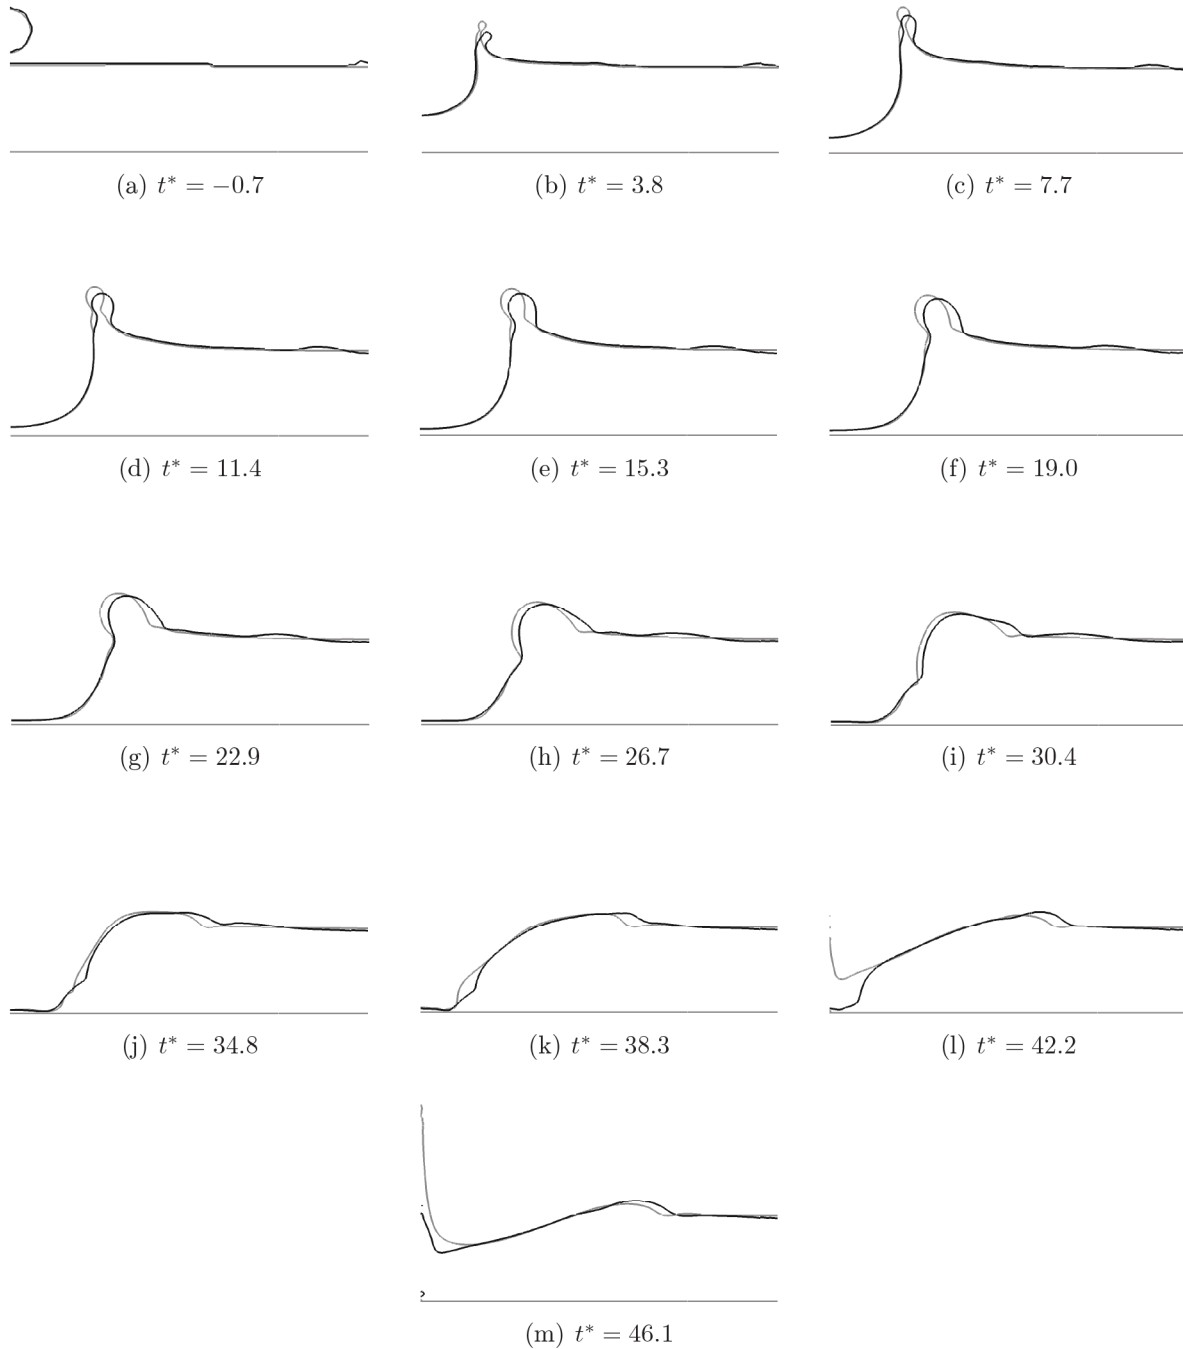 (a) t* = −0.7
(b) t* = 3.8
(c) t* = 7.7
(d) t* = 11.4
(e) t* = 15.3
(f) t* = 19.0
(g) t* = 22.9
(h) t* = 26.7
(i) t* = 30.4
(j) t* = 34.8
(k) t* = 38.3
(l) t* = 42.2
(m) t* = 46.1